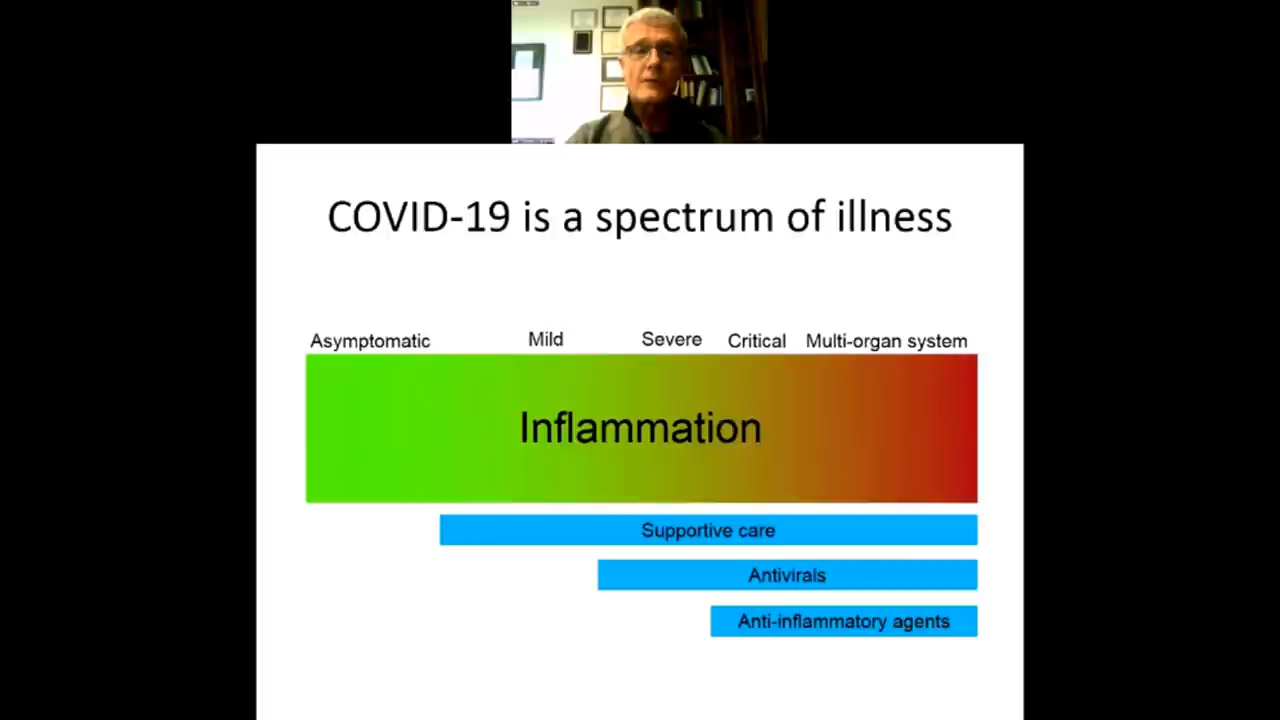 COVID-19 is a spectrum of illness
Asymptomatic Mild Severe Critical Multi-organ system
Inflammation
Supportive care
Antivirals
Anti-inflammatory agents